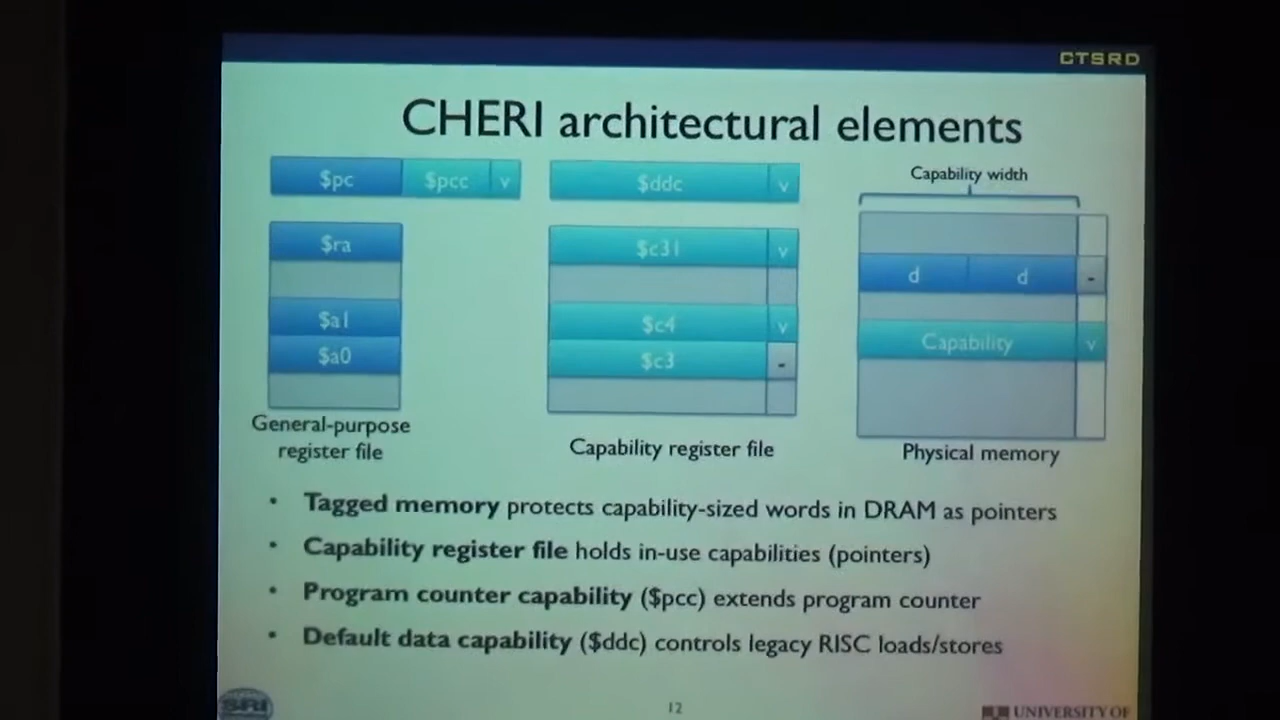 CTSRD
CHERI architectural elements
$pc $pcc v
$ddc v
Capability width
$ra
$a1
$a0
General-purpose
register file
$c31 v
$c4 v
$c3 -
Capability register file
d d -
Capability v
Physical memory
• Tagged memory protects capability-sized words in DRAM as pointers
• Capability register file holds in-use capabilities (pointers)
• Program counter capability ($pcc) extends program counter
• Default data capability ($ddc) controls legacy RISC loads/stores
SRI
12
UNIVERSITY OF